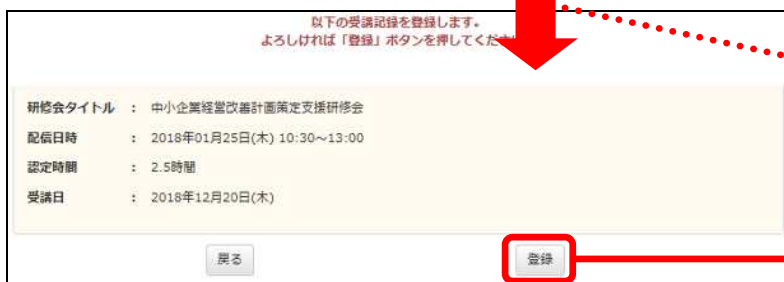 以下の受講記録を登録します。
よろしければ「登録」ボタンを押してくださ
研修会タイトル : 中小企業経営改善計画策定支援研修会
配信日時 : 2018年01月25日(木) 10:30～13:00
認定時間 : 2.5時間
受講日 : 2018年12月20日(木)
戻る 登録